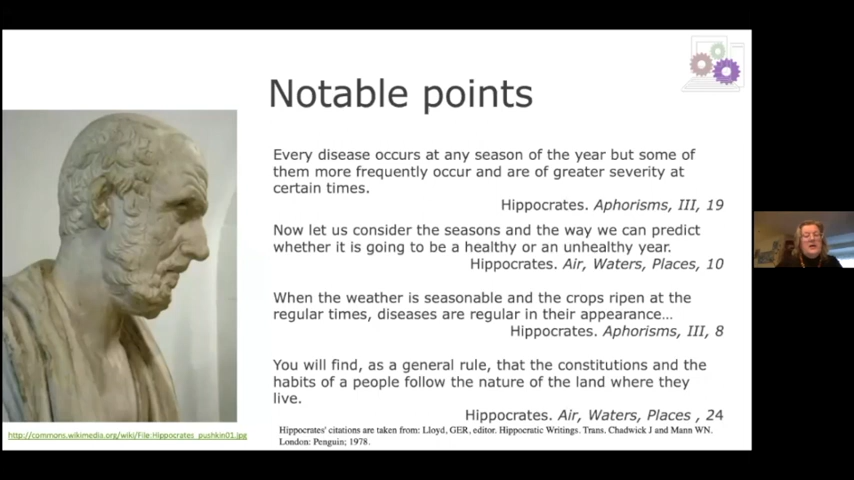 Notable points
Every disease occurs at any season of the year but some of
them more frequently occur and are of greater severity at
certain times.
Hippocrates. Aphorisms, III, 19
Now let us consider the seasons and the way we can predict
whether it is going to be a healthy or an unhealthy year.
Hippocrates. Air, Waters, Places, 10
When the weather is seasonable and the crops ripen at the
regular times, diseases are regular in their appearance…
Hippocrates. Aphorisms, III, 8
You will find, as a general rule, that the constitutions and the
habits of a people follow the nature of the land where they
live.
Hippocrates. Air, Waters, Places , 24
Hippocrates' citations are taken from: Lloyd, GER, editor. Hippocratic Writings. Trans. Chadwick J and Mann WN.
London: Penguin; 1978.
http://commons.wikimedia.org/wiki/File:Hippocrates_pushkin01.jpg